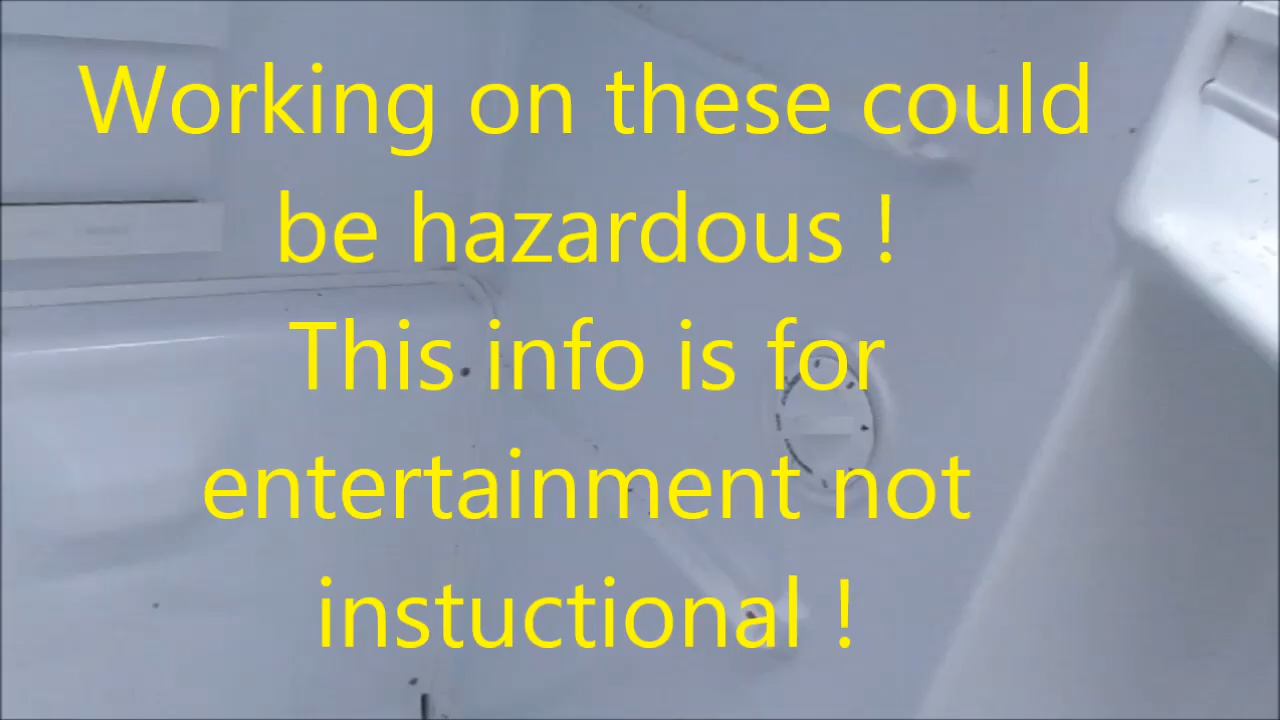 Working on these could
be hazardous !
This info is for
entertainment not
instuctional !